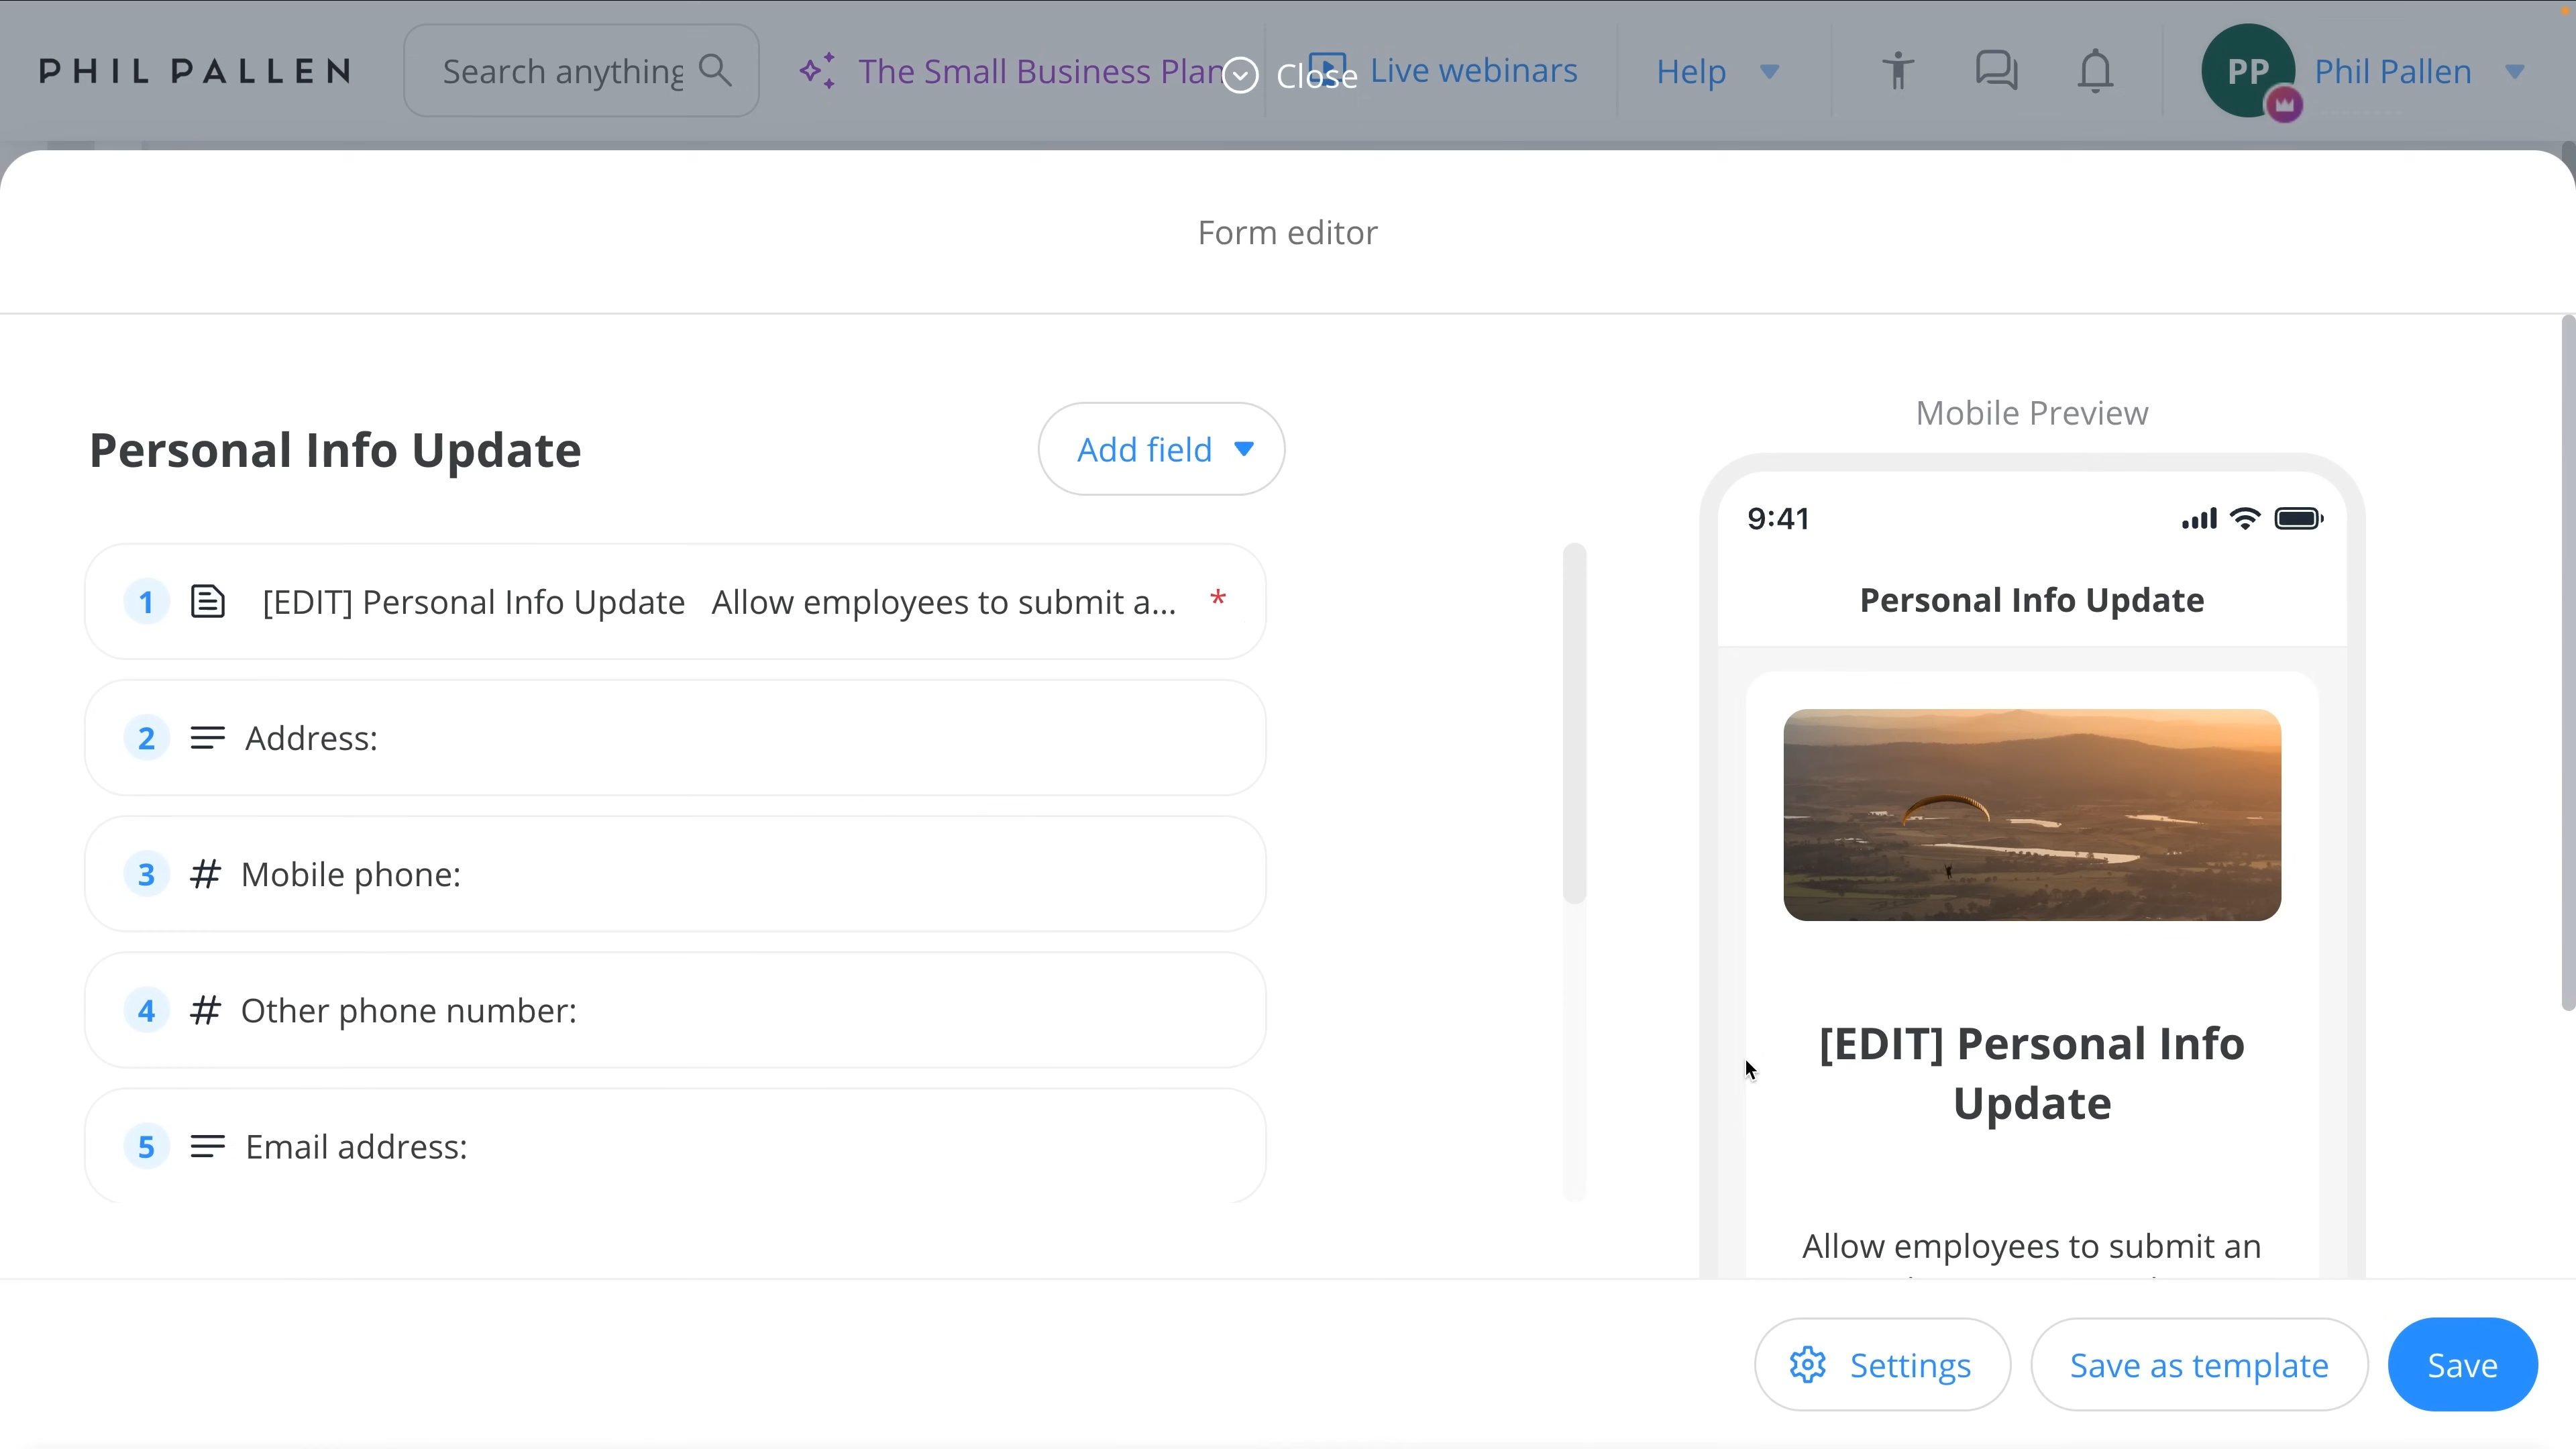 PHIL PALLEN
Search anything
The Small Business Plan
Close
Live webinars
Help
PP
Phil Pallen
Form editor
Personal Info Update
Add field
1 [EDIT] Personal Info Update Allow employees to submit a... *
2 Address:
3 # Mobile phone:
4 # Other phone number:
5 Email address:
Mobile Preview
9:41
Personal Info Update
[EDIT] Personal Info
Update
Allow employees to submit an
Settings
Save as template
Save